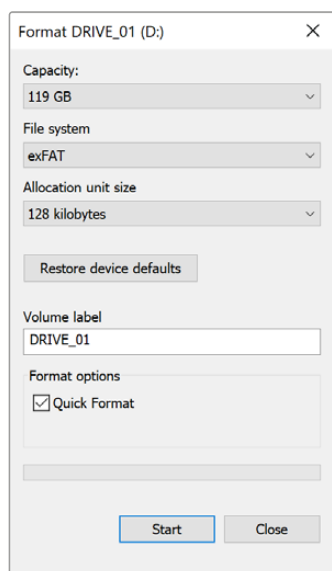 Format DRIVE_01 (D:)
Capacity:
119 GB
File system
exFAT
Allocation unit size
128 kilobytes
Restore device defaults
Volume label
DRIVE_01
Format options
Quick Format
Start Close